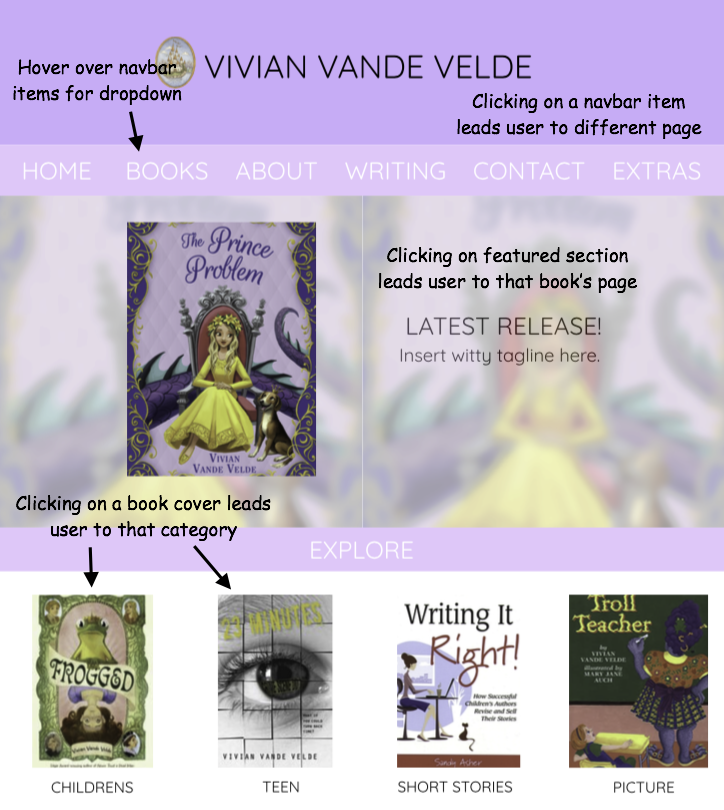 VIVIAN VANDE VELDE
Hover over navbar
items for dropdown
Clicking on a navbar item
leads user to different page
HOME BOOKS ABOUT WRITING CONTACT EXTRAS
The Prince
Problem
VIVIAN
VANDE VELDE
Clicking on featured section
leads user to that book's page
LATEST RELEASE!
Insert witty tagline here.
Clicking on a book cover leads
user to that category
EXPLORE
FROGGED
Vivian Vande Velde
CHILDRENS
23 MINUTES
VIVIAN VANDE VELDE
TEEN
Writing It
Right!
How Successful
Children's Authors
Revise and Sell
Their Stories
Sandy Asher
SHORT STORIES
Troll
Teacher
by
VIVIAN
VANDE VELDE
illustrated by
MARY JANE
AUCH
PICTURE